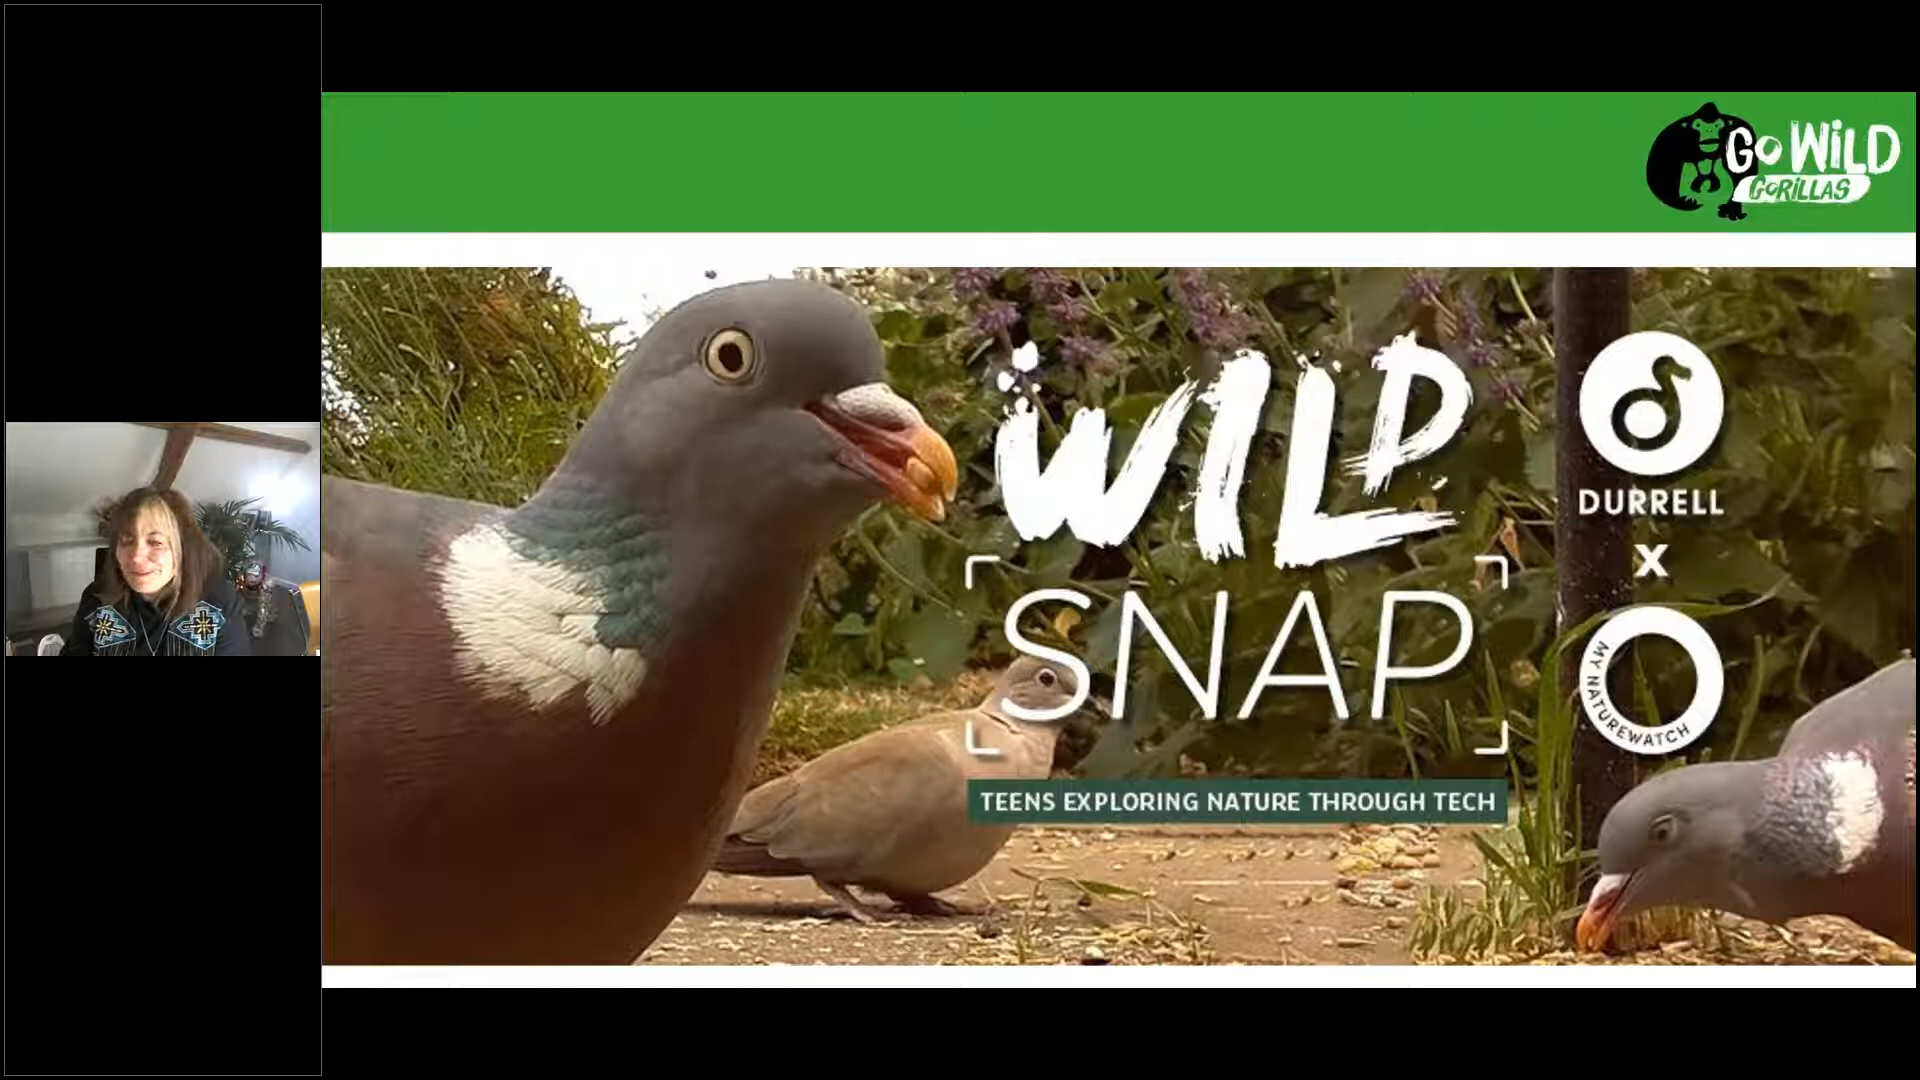 GO WILD
GORILLAS
WILD
SNAP
TEENS EXPLORING NATURE THROUGH TECH
DURRELL
X
MY NATUREWATCH